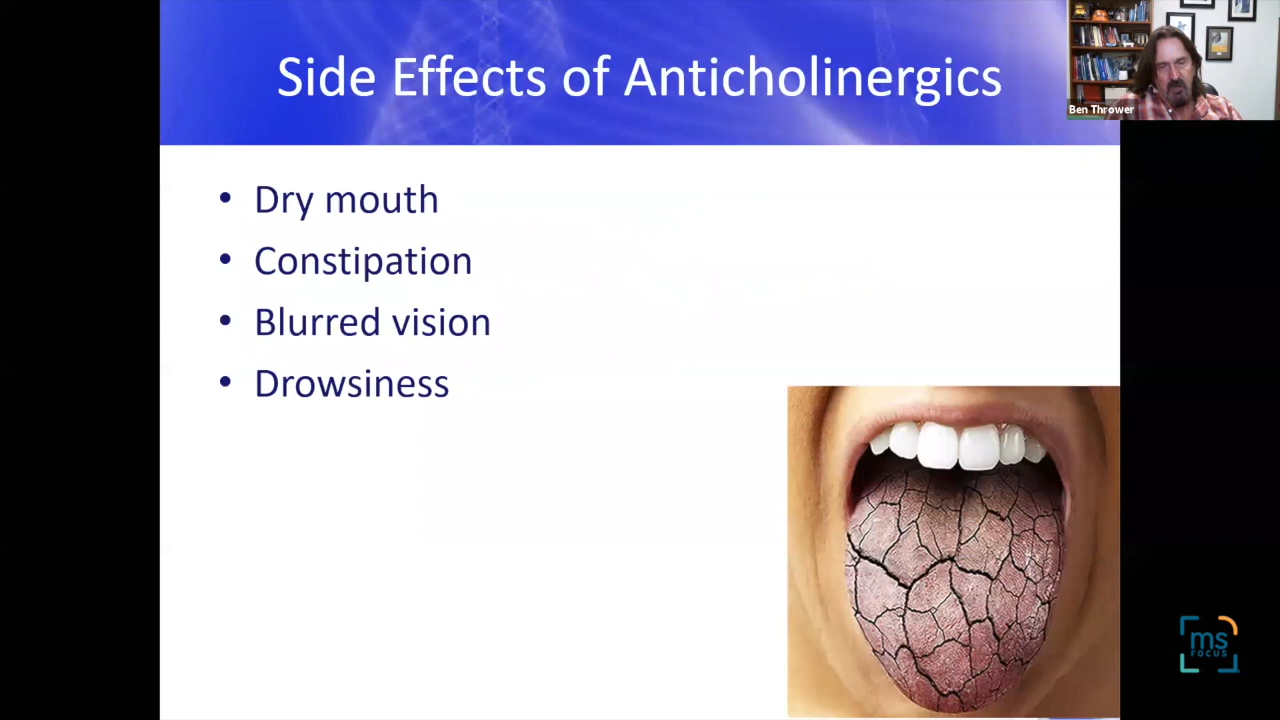 Side Effects of Anticholinergics
Ben Thrower
• Dry mouth
• Constipation
• Blurred vision
• Drowsiness
ms
FOCUS